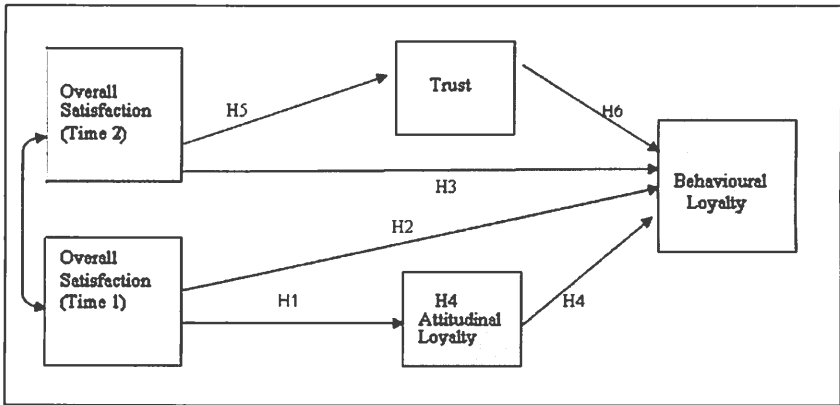 Overall
Satisfaction
(Time 2)
H5
Trust
H6
H3
Behavioural
Loyalty
H2
Overall
Satisfaction
(Time 1)
H1
H4
Attitudinal
Loyalty
H4